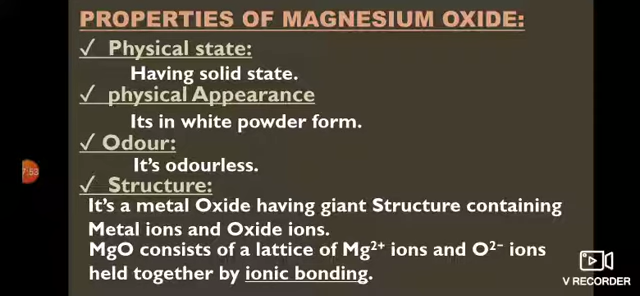 PROPERTIES OF MAGNESIUM OXIDE:
✓ Physical state:
Having solid state.
✓ physical Appearance
Its in white powder form.
✓ Odour:
It's odourless.
✓ Structure:
It's a metal Oxide having giant Structure containing
Metal ions and Oxide ions.
MgO consists of a lattice of Mg²⁺ ions and O²⁻ ions
held together by ionic bonding.
7:53
V RECORDER